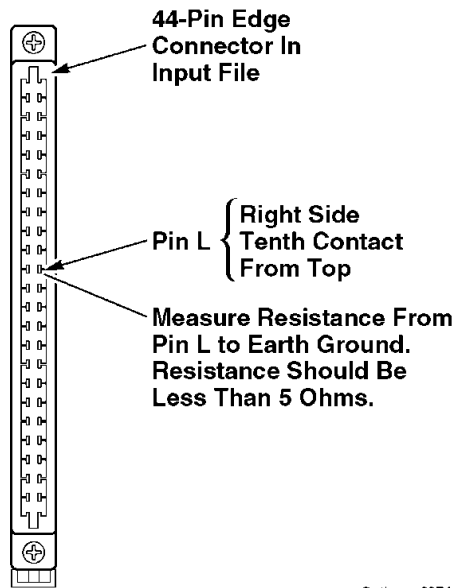 44-Pin Edge
Connector In
Input File
Pin L
Right Side
Tenth Contact
From Top
Measure Resistance From
Pin L to Earth Ground.
Resistance Should Be
Less Than 5 Ohms.